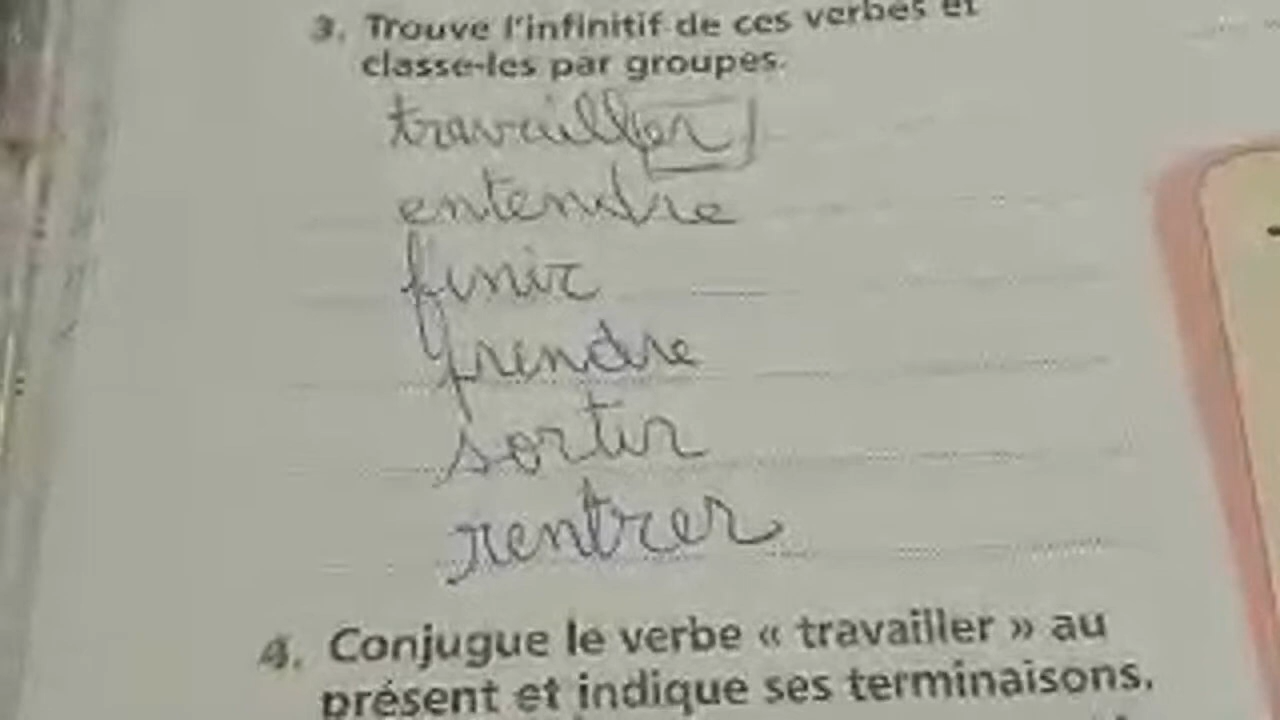 3. Trouve l'infinitif de ces verbes et
classe-les par groupes.
travailler
entendre
finir
prendre
sortir
rentrer
4. Conjugue le verbe « travailler » au
présent et indique ses terminaisons.